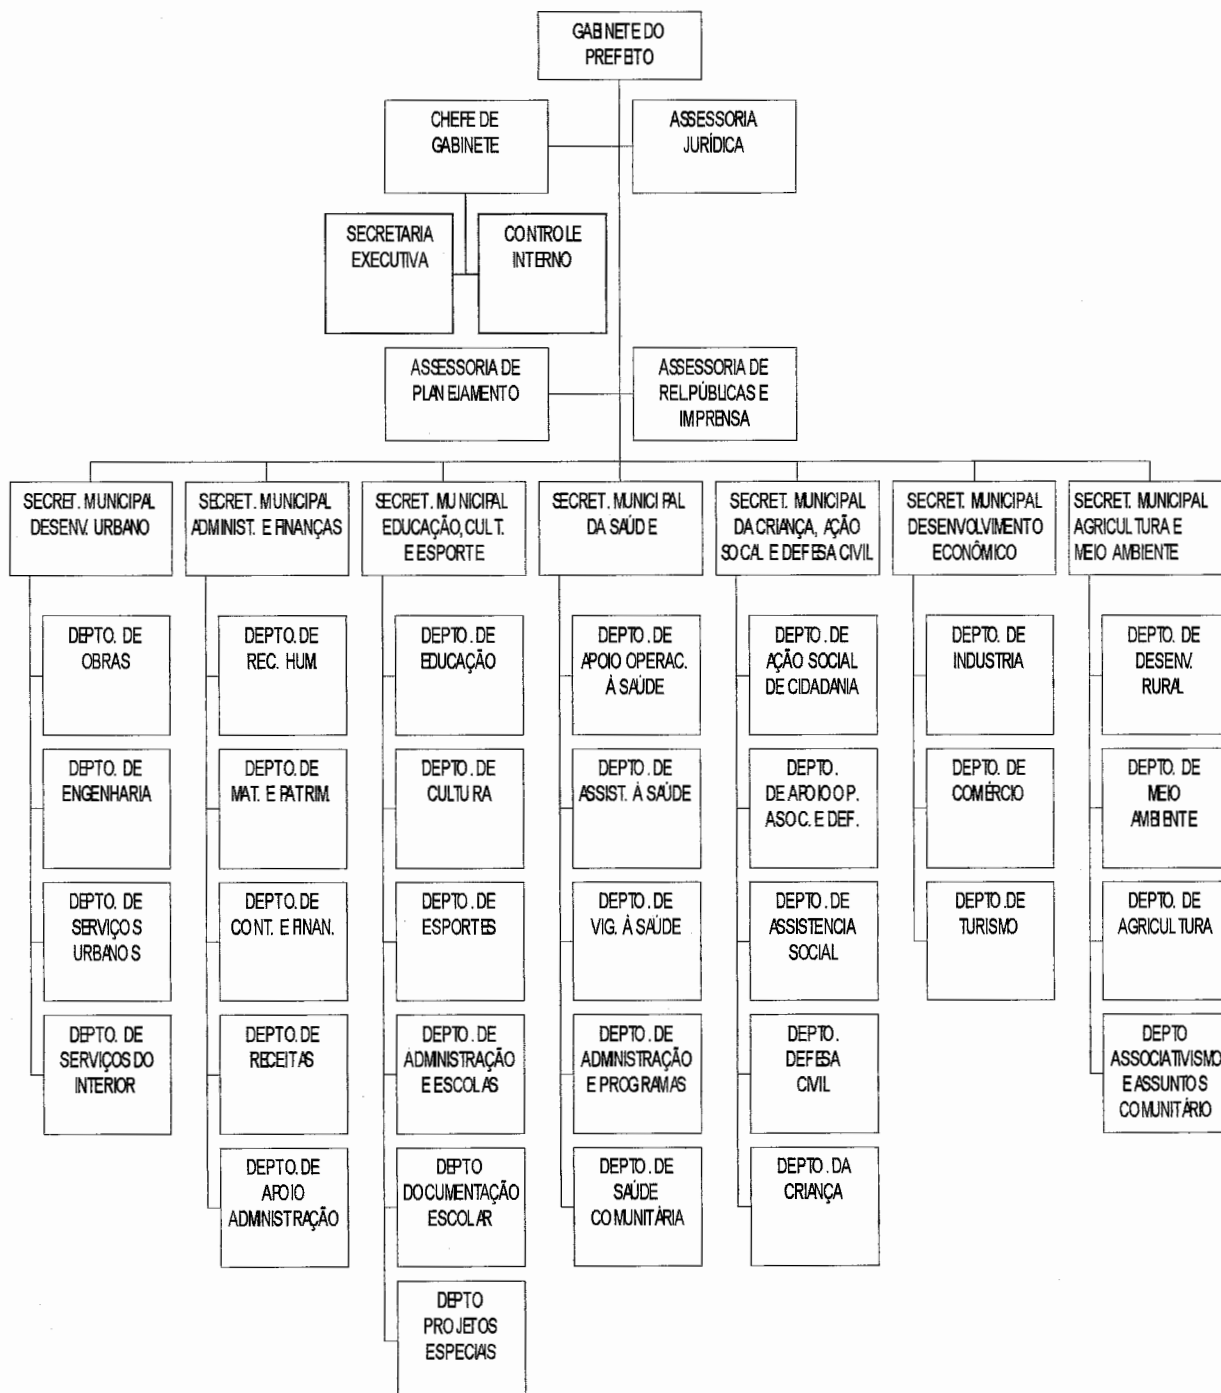 GABINETE DO
PREFEITO
CHEFE DE
GABINETE
ASSESSORIA
JURÍDICA
SECRETARIA
EXECUTIVA
CONTROLE
INTERNO
ASSESSORIA DE
PLANEJAMENTO
ASSESSORIA DE
REL.PÚBLICAS E
IMPRENSA
SECRET. MUNICIPAL
DESENV. URBANO
SECRET. MUNICIPAL
ADMINIST. E FINANÇAS
SECRET. MUNICIPAL
EDUCAÇÃO, CULT.
E ESPORTE
SECRET. MUNICIPAL
DA SAÚDE
SECRET. MUNICIPAL
DA CRIANÇA, AÇÃO
SOCAL E DEFESA CIVIL
SECRET. MUNICIPAL
DESENVOLVIMENTO
ECONÔMICO
SECRET. MUNICIPAL
AGRICULTURA E
MEIO AMBIENTE
DEPTO. DE
OBRAS
DEPTO. DE
ENGENHARIA
DEPTO. DE
SERVIÇOS
URBANOS
DEPTO. DE
SERVIÇOS DO
INTERIOR
DEPTO. DE
REC. HUM.
DEPTO. DE
MAT. E PATRIM.
DEPTO. DE
CONT. E FINAN.
DEPTO. DE
RECEITAS
DEPTO. DE
APOIO
ADMINISTRAÇÃO
DEPTO. DE
EDUCAÇÃO
DEPTO. DE
CULTURA
DEPTO. DE
ESPORTES
DEPTO. DE
ADMINISTRAÇÃO
E ESCOLAS
DEPTO
DOCUMENTAÇÃO
ESCOLAR
DEPTO
PROJETOS
ESPECIAIS
DEPTO. DE
APOIO OPERAC.
À SAÚDE
DEPTO. DE
ASSIST. À SAÚDE
DEPTO. DE
VIG. À SAÚDE
DEPTO. DE
ADMINISTRAÇÃO
E PROGRAMAS
DEPTO. DE
SAÚDE
COMUNITÁRIA
DEPTO. DE
AÇÃO SOCIAL
DE CIDADANIA
DEPTO.
DE APOIO OP.
ASOC. E DEF.
DEPTO. DE
ASSISTENCIA
SOCIAL
DEPTO.
DEFESA
CIVIL
DEPTO. DA
CRIANÇA
DEPTO. DE
INDUSTRIA
DEPTO. DE
COMÉRCIO
DEPTO. DE
TURISMO
DEPTO. DE
DESENV.
RURAL
DEPTO. DE
MEIO
AMBIENTE
DEPTO. DE
AGRICULTURA
DEPTO
ASSOCIATIVISMO
E ASSUNTOS
COMUNITÁRIO